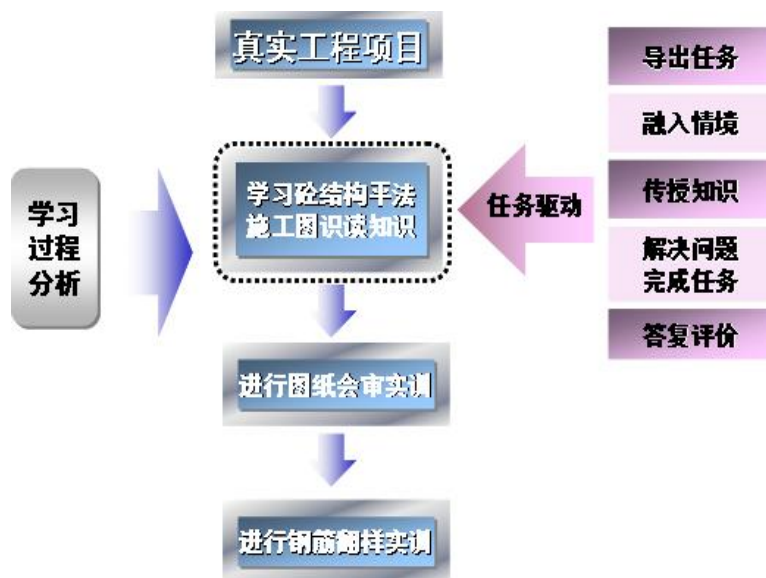 真实工程项目
学习砼结构平法
施工图识读知识
进行图纸会审实训
进行钢筋翻样实训
学习
过程
分析
任务驱动
导出任务
融入情境
传授知识
解决问题
完成任务
答复评价